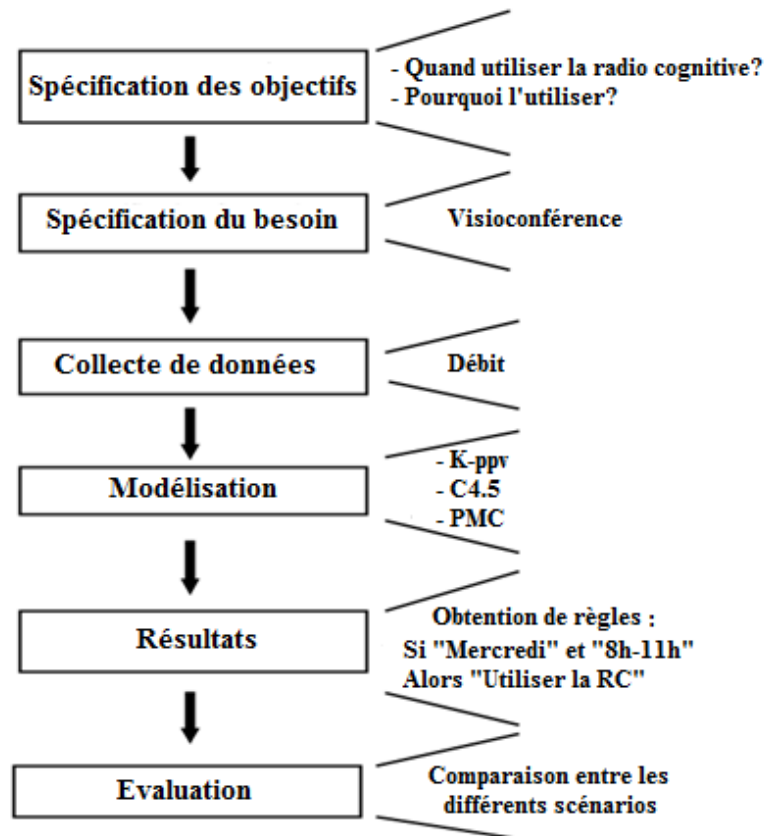 Spécification des objectifs
- Quand utiliser la radio cognitive?
- Pourquoi l'utiliser?
Spécification du besoin
Visioconférence
Collecte de données
Débit
Modélisation
- K-ppv
- C4.5
- PMC
Résultats
Obtention de règles :
Si "Mercredi" et "8h-11h"
Alors "Utiliser la RC"
Evaluation
Comparaison entre les
différents scénarios